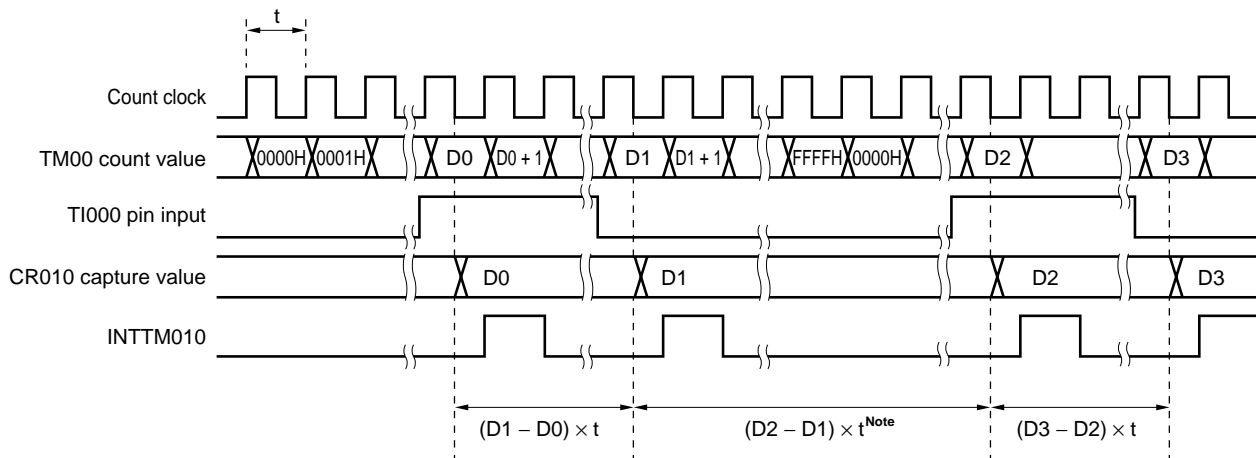 t
Count clock
TM00 count value 0000H 0001H D0 D0 + 1 D1 D1 + 1 FFFFH 0000H D2 D3
TI000 pin input
CR010 capture value D0 D1 D2 D3
INTTM010
(D1 − D0) × t (D2 − D1) × t Note (D3 − D2) × t